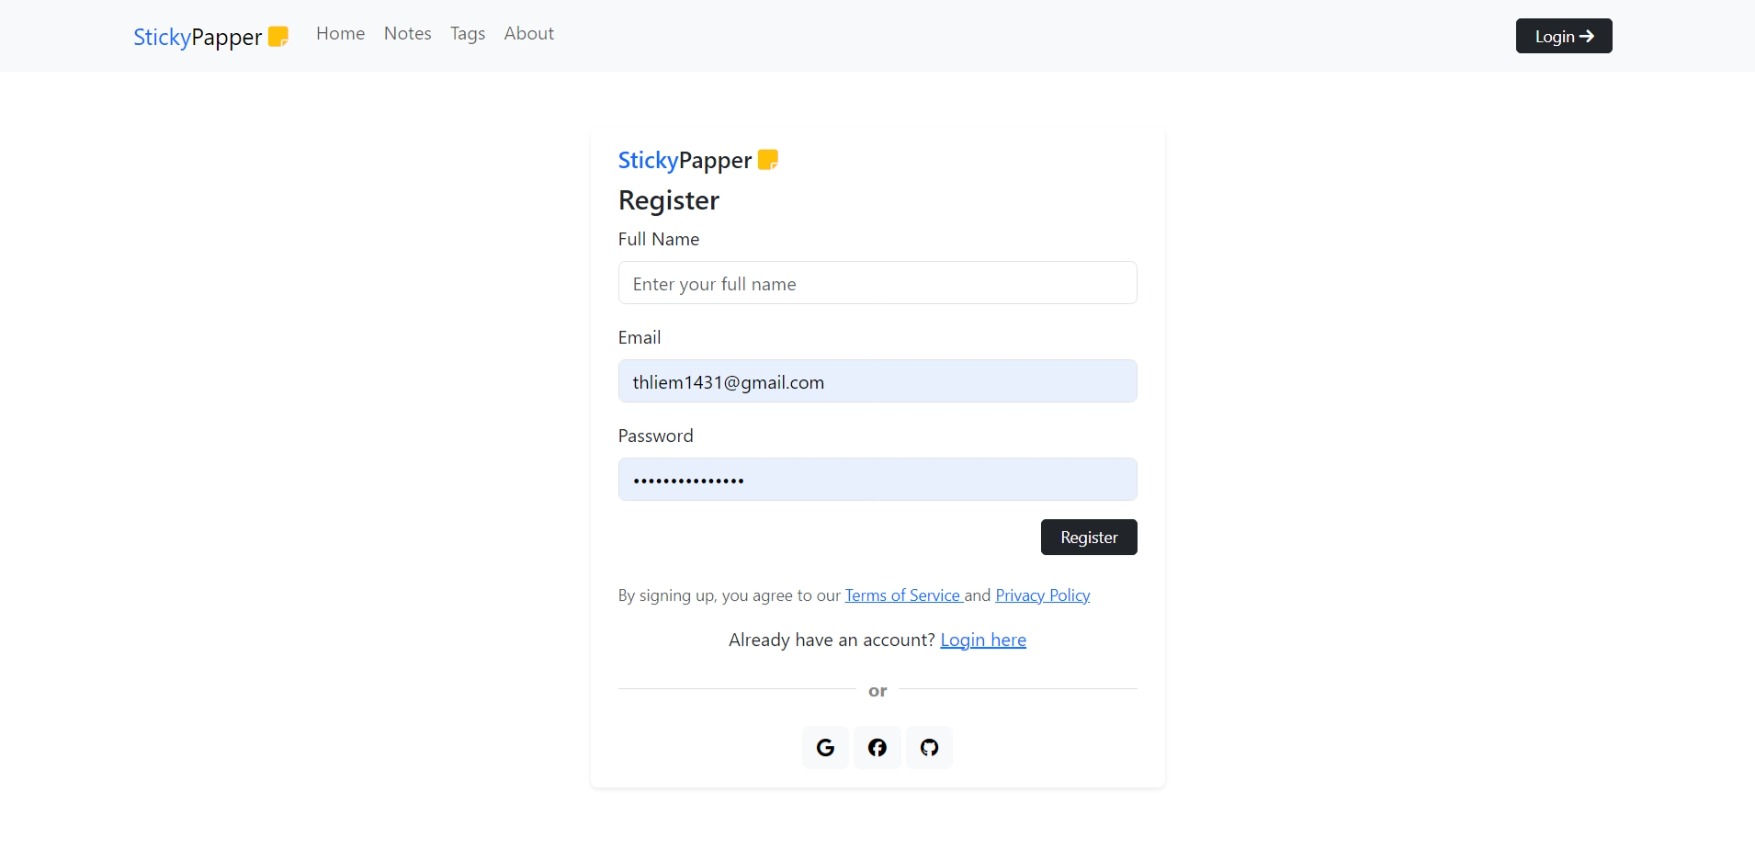 StickyPapper Home Notes Tags About Login
StickyPapper
Register
Full Name
Enter your full name
Email
thliem1431@gmail.com
Password
•••••••••••••••
Register
By signing up, you agree to our Terms of Service and Privacy Policy
Already have an account? Login here
or